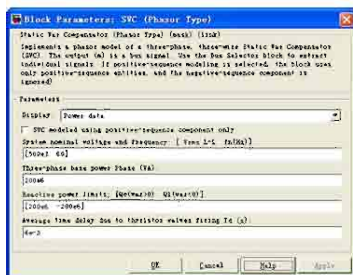 Block Parameters: SVC (Phasor Type)
Static Var Compensator (Phasor Type) (mask) (link)
Implements a phasor model of a three-phase, three-wire Static Var Compensator
(SVC). The output (m) is a bus signal. Use the Bus Selector block to extract
individual signals. If positive-sequence modeling is selected, the block uses
only positive-sequence entities, and the negative-sequence component is
ignored)
Parameters
Display: Power data
SVC modeled using positive-sequence component only
System nominal voltage and frequency: [ Vrms L-L fn(Hz)]
60]
Three-phase base power Pbase (VA)
200e6
Reactive power limits: [Qc(var>0) Ql(var<0)]
[200e6 -200e6]
Average time delay due to thyristor valves firing Td (s)
4e-3
OK
Cancel
Help
Apply